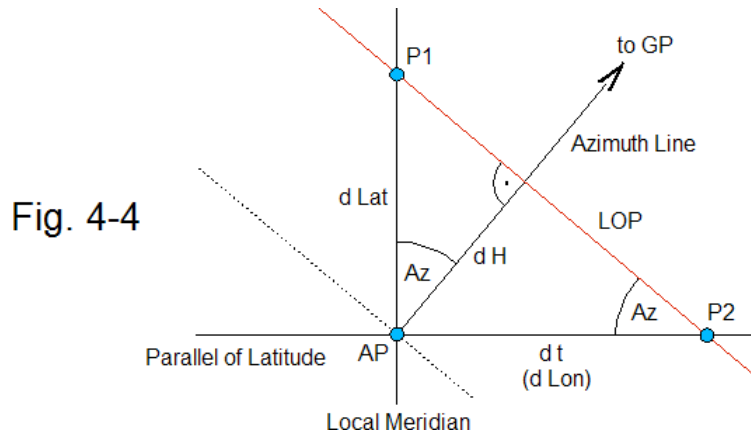 P1
to GP
Azimuth Line
Fig. 4-4
d Lat
LOP
Az
d H
Az
P2
Parallel of Latitude
AP
d t
(d Lon)
Local Meridian